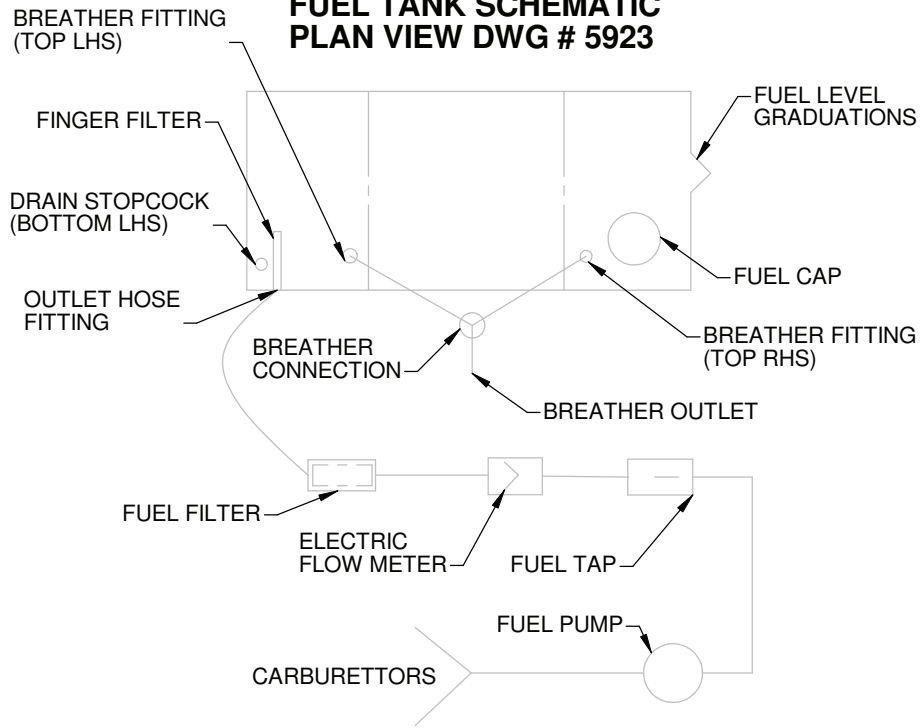 FUEL TANK SCHEMATIC
PLAN VIEW DWG # 5923
BREATHER FITTING
(TOP LHS)
FINGER FILTER
DRAIN STOPCOCK
(BOTTOM LHS)
OUTLET HOSE
FITTING
FUEL LEVEL
GRADUATIONS
FUEL CAP
BREATHER FITTING
(TOP RHS)
BREATHER
CONNECTION
BREATHER OUTLET
FUEL FILTER
ELECTRIC
FLOW METER
FUEL TAP
FUEL PUMP
CARBURETTORS